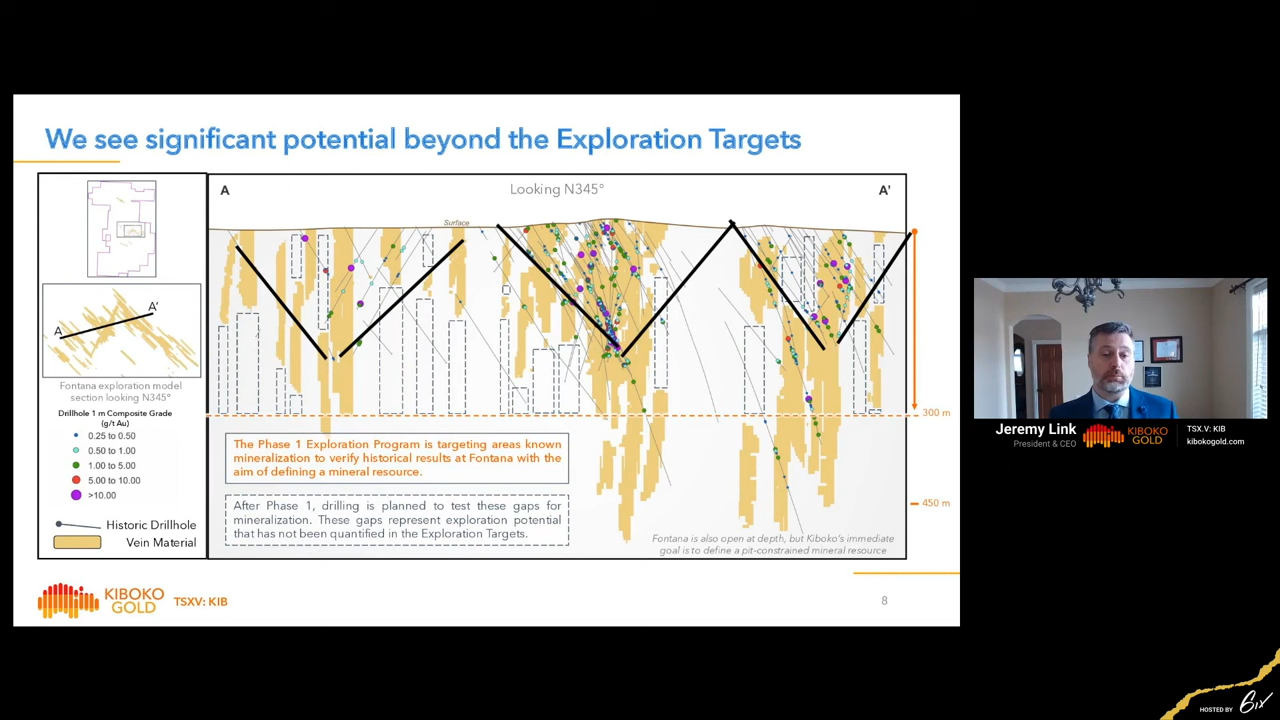 We see significant potential beyond the Exploration Targets
A
Looking N345°
A'
Surface
A
A'
Fontana exploration model
section looking N345°
Drillhole 1 m Composite Grade
(g/t Au)
0.25 to 0.50
0.50 to 1.00
1.00 to 5.00
5.00 to 10.00
>10.00
Historic Drillhole
Vein Material
300 m
The Phase 1 Exploration Program is targeting areas known
mineralization to verify historical results at Fontana with the
aim of defining a mineral resource.
After Phase 1, drilling is planned to test these gaps for
mineralization. These gaps represent exploration potential
that has not been quantified in the Exploration Targets.
450 m
Fontana is also open at depth, but Kiboko's immediate
goal is to define a pit-constrained mineral resource
KIBOKO
GOLD
TSXV: KIB
8
Jeremy Link
President & CEO
KIBOKO
GOLD
TSX.V: KIB
kibokogold.com
HOSTED BY 6ix